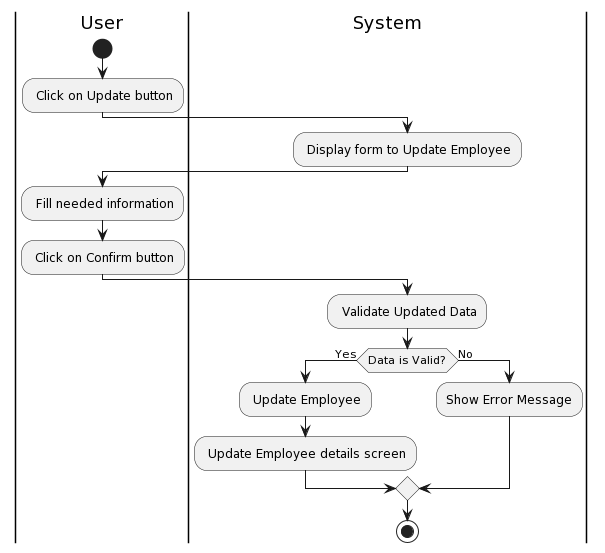 User
System
Click on Update button
Display form to Update Employee
Fill needed information
Click on Confirm button
Validate Updated Data
Yes
Data is Valid?
No
Update Employee
Show Error Message
Update Employee details screen